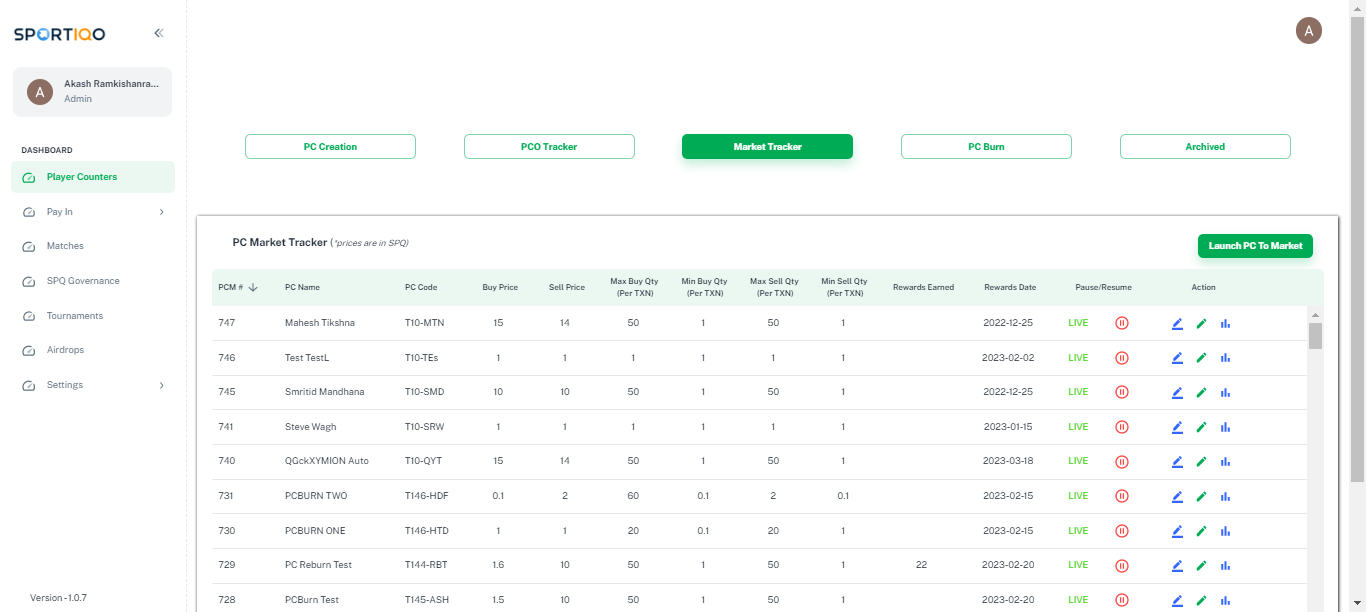 SPORTIQO
A
A
Akash Ramkishanra...
Admin
DASHBOARD
Player Counters
Pay In
Matches
SPQ Governance
Tournaments
Airdrops
Settings
Version -1.0.7
PC Creation PCO Tracker Market Tracker PC Burn Archived
PC Market Tracker (*prices are in SPQ)
Launch PC To Market
PCM # PC Name PC Code Buy Price Sell Price Max Buy Qty (Per TXN) Min Buy Qty (Per TXN) Max Sell Qty (Per TXN) Min Sell Qty (Per TXN) Rewards Earned Rewards Date Pause/Resume Action
747 Mahesh Tikshna T10-MTN 15 14 50 1 50 1 2022-12-25 LIVE
746 Test TestL T10-TEs 1 1 1 1 1 1 2023-02-02 LIVE
745 Smritid Mandhana T10-SMD 10 10 50 1 50 1 2022-12-25 LIVE
741 Steve Wagh T10-SRW 1 1 1 1 1 1 2023-01-15 LIVE
740 QGckXYMION Auto T10-QYT 15 14 50 1 50 1 2023-03-18 LIVE
731 PCBURN TWO T146-HDF 0.1 2 60 0.1 2 0.1 2023-02-15 LIVE
730 PCBURN ONE T146-HTD 1 1 20 0.1 20 1 2023-02-15 LIVE
729 PC Reburn Test T144-RBT 1.6 10 50 1 50 1 22 2023-02-20 LIVE
728 PCBurn Test T145-ASH 1.5 10 50 1 50 1 2023-02-20 LIVE